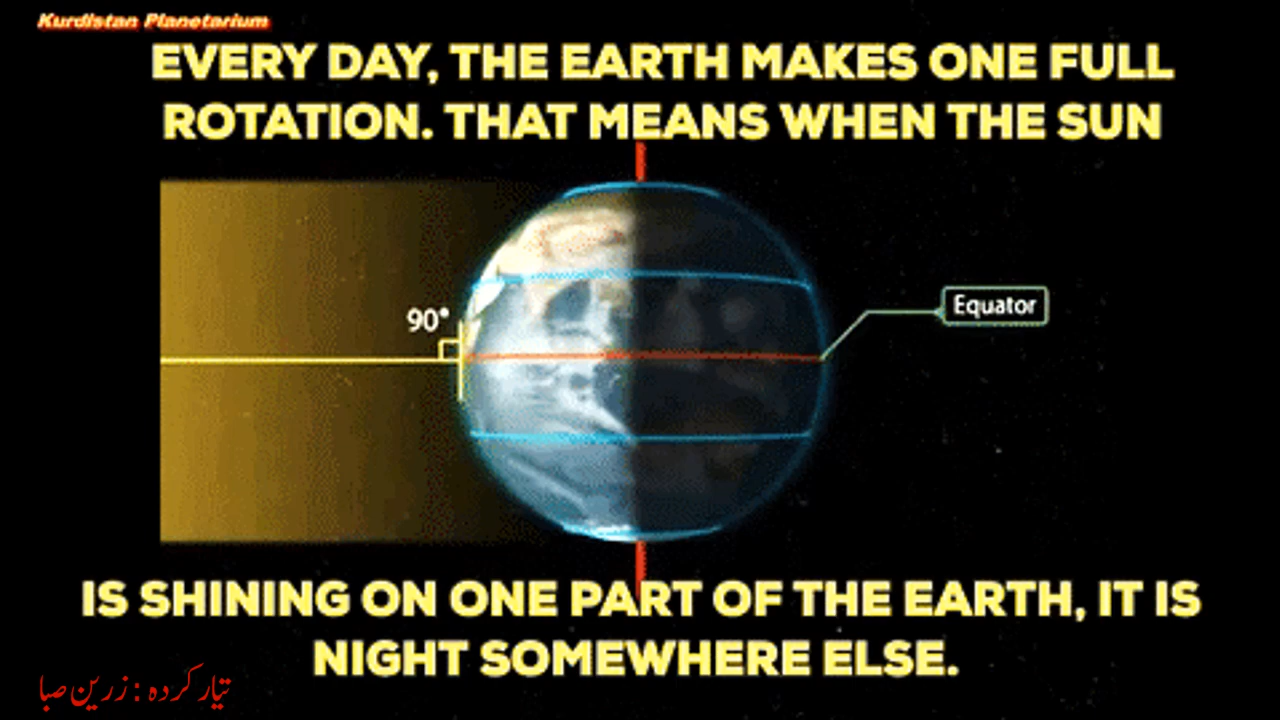 Kurdistan Planetarium
EVERY DAY, THE EARTH MAKES ONE FULL
ROTATION. THAT MEANS WHEN THE SUN
90°
Equator
IS SHINING ON ONE PART OF THE EARTH, IT IS
NIGHT SOMEWHERE ELSE.
تیار کردہ : زرین صبا